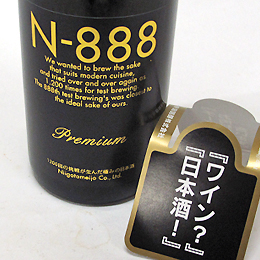 N-888
We wanted to brew the sake
that suits modern cuisine,
and tried over and over again as
1,200 times for test brewing.
The 888th test brewing's was closest to
the ideal sake of ours.
Premium
1200回の挑戦が生んだ極みの日本酒
Niigatameijo Co., Ltd.
『ワイン?』
『日本酒!』